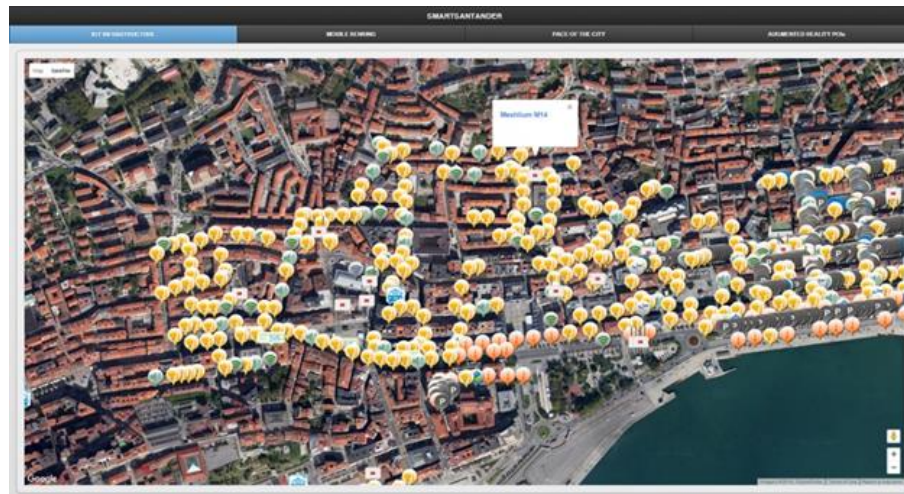 SMARTSANTANDER
IOT INFRASTRUCTURE
MOBILE SENSING
PACE OF THE CITY
AUGMENTED REALITY POIs
Map Satellite
Meshlium M14
P
P P P
Google